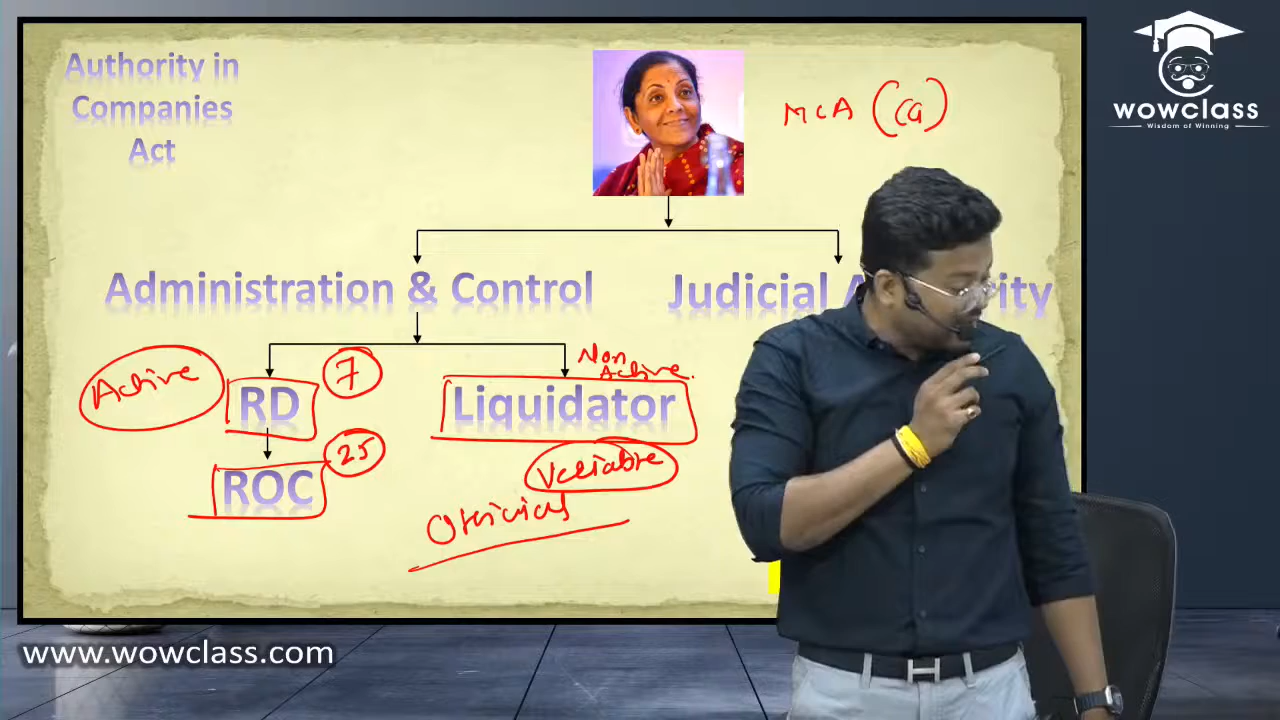 Authority in
Companies
Act
MCA (CG)
wowclass
Wisdom of Winning
Administration & Control
Judicial A
ity
Active
RD
7
Non
Active.
Liquidator
ROC
25
Variable
Official
www.wowclass.com